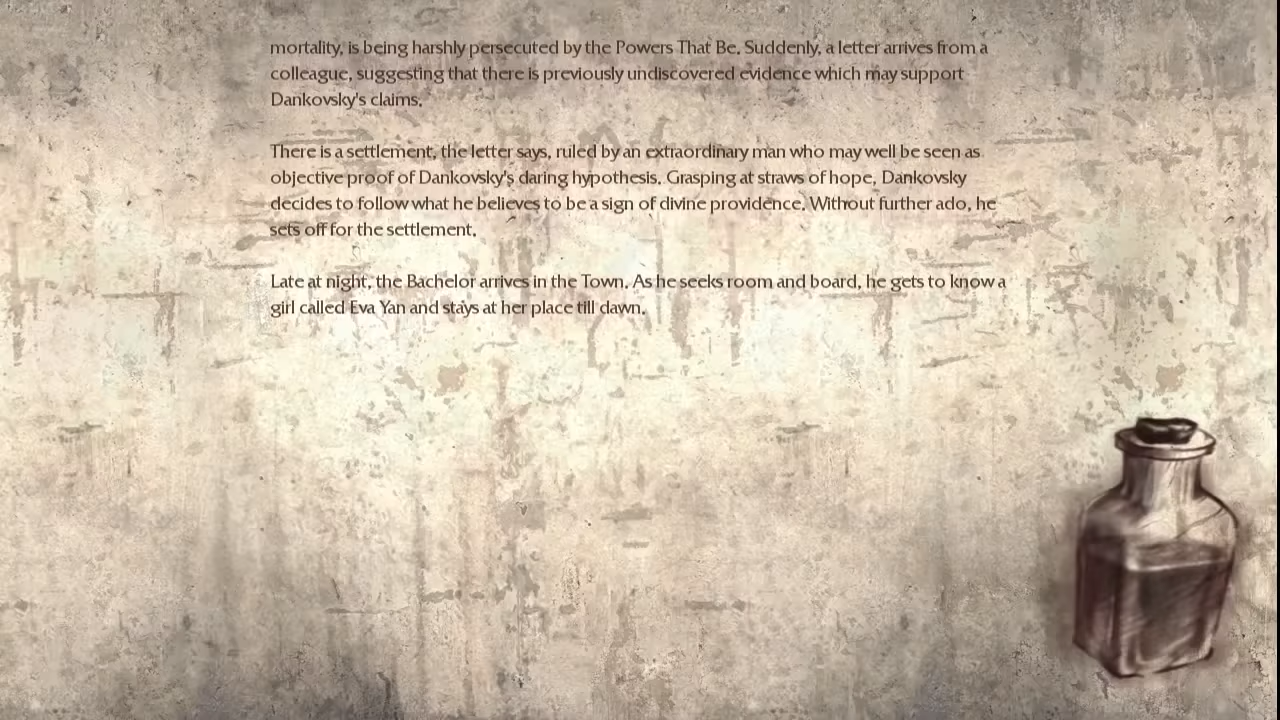 mortality, is being harshly persecuted by the Powers That Be. Suddenly, a letter arrives from a
colleague, suggesting that there is previously undiscovered evidence which may support
Dankovsky's claims.
There is a settlement, the letter says, ruled by an extraordinary man who may well be seen as
objective proof of Dankovsky's daring hypothesis. Grasping at straws of hope, Dankovsky
decides to follow what he believes to be a sign of divine providence. Without further ado, he
sets off for the settlement.
Late at night, the Bachelor arrives in the Town. As he seeks room and board, he gets to know a
girl called Eva Yan and stays at her place till dawn.